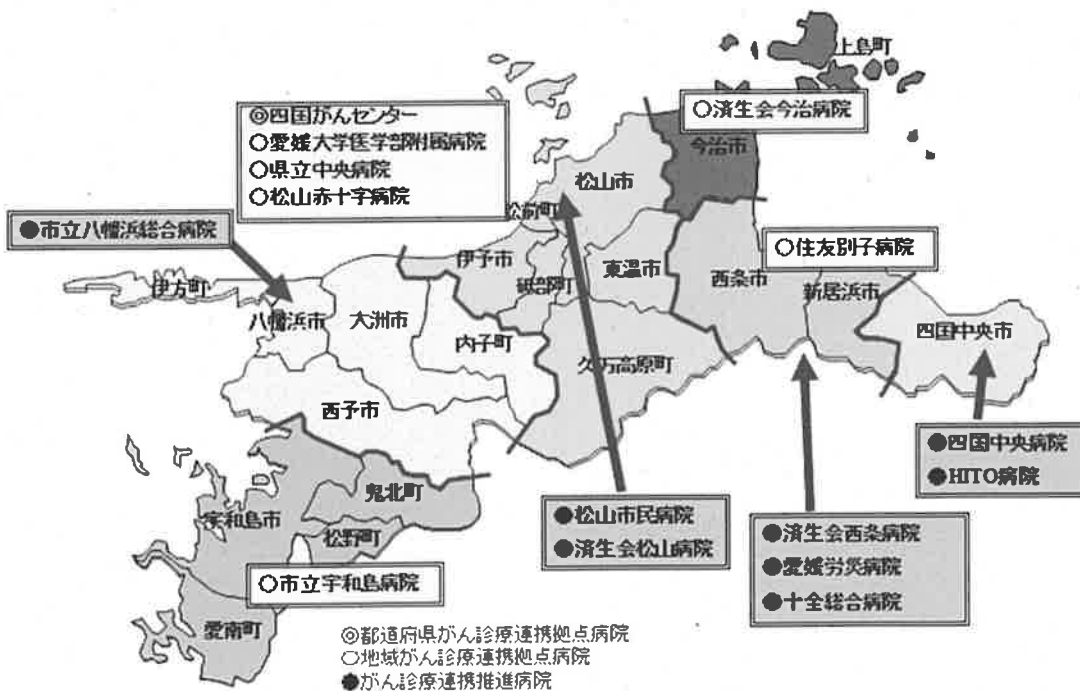 上島町
◎四国がんセンター
○愛媛大学医学部附属病院
○県立中央病院
○松山赤十字病院
○済生会今治病院
今治市
松山市
松前町
●市立八幡浜総合病院
伊予市
砥部町
東温市
西条市
○住友別子病院
新居浜市
四国中央市
伊方町
八幡浜市
大洲市
内子町
久万高原町
西予市
●四国中央病院
●HITO病院
鬼北町
宇和島市
松野町
●松山市民病院
●済生会松山病院
●済生会西条病院
●愛媛労災病院
●十全総合病院
○市立宇和島病院
愛南町
◎都道府県がん診療連携拠点病院
○地域がん診療連携拠点病院
●がん診療連携推進病院